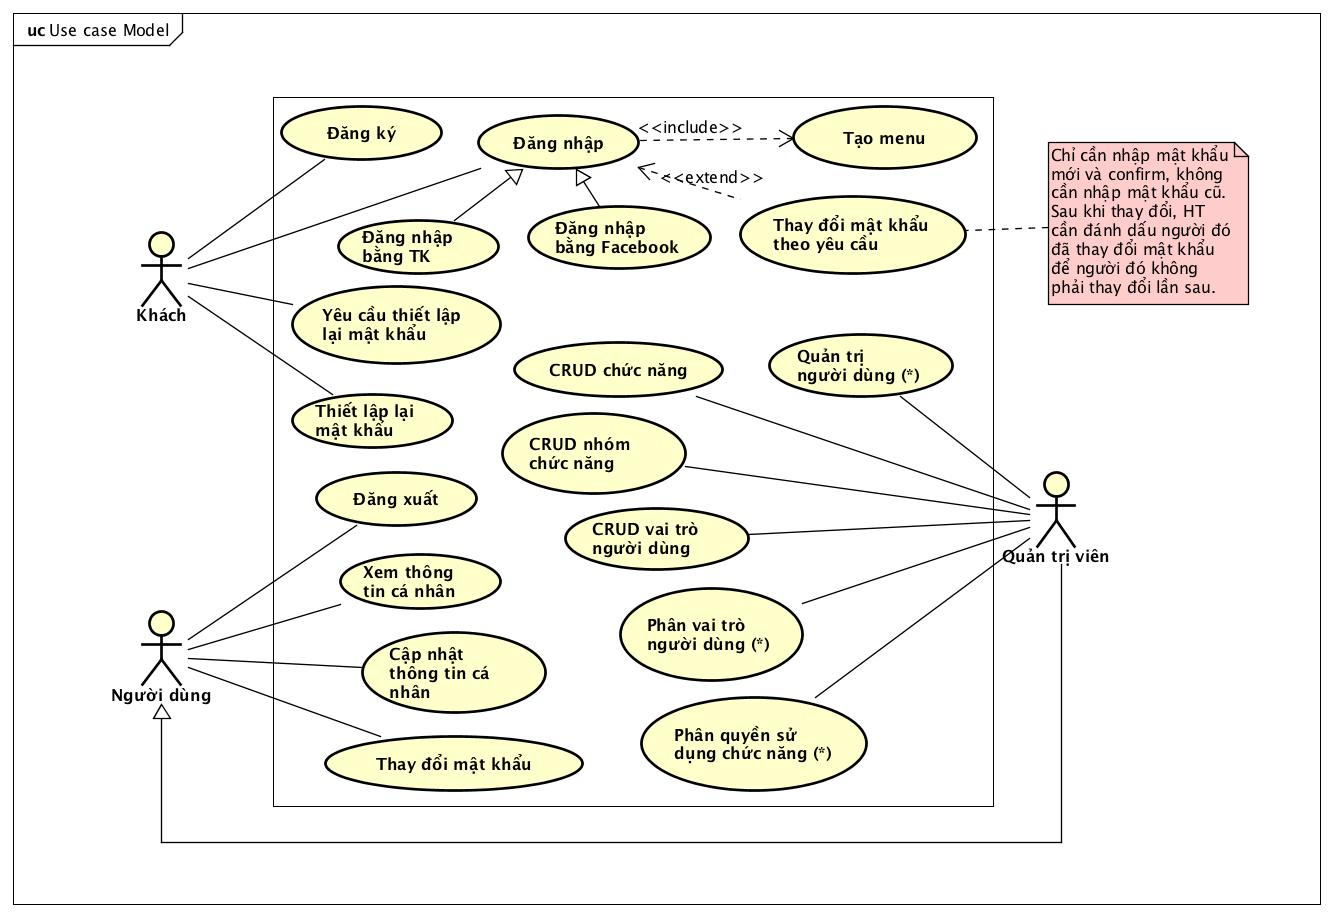 uc Use case Model
Đăng ký
Đăng nhập
<<include>>
Tạo menu
<<extend>>
Chỉ cần nhập mật khẩu
mới và confirm, không
cần nhập mật khẩu cũ.
Sau khi thay đổi, HT
cần đánh dấu người đó
đã thay đổi mật khẩu
để người đó không
phải thay đổi lần sau.
Đăng nhập
bằng TK
Đăng nhập
bằng Facebook
Thay đổi mật khẩu
theo yêu cầu
Khách
Yêu cầu thiết lập
lại mật khẩu
CRUD chức năng
Quản trị
người dùng (*)
Thiết lập lại
mật khẩu
CRUD nhóm
chức năng
Đăng xuất
CRUD vai trò
người dùng
Quản trị viên
Xem thông
tin cá nhân
Phân vai trò
người dùng (*)
Người dùng
Cập nhật
thông tin cá
nhân
Phân quyền sử
dụng chức năng (*)
Thay đổi mật khẩu